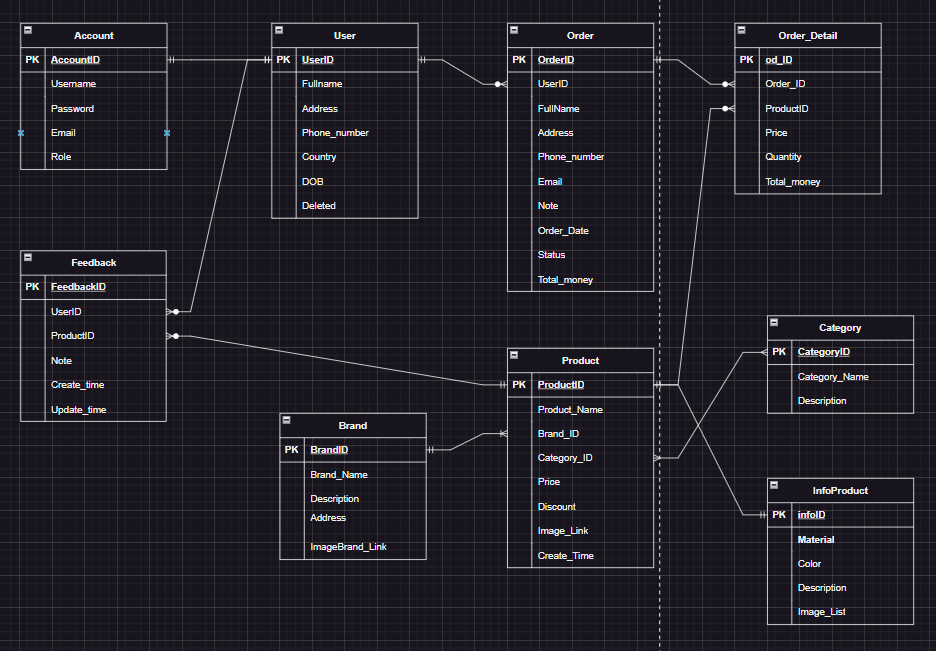 Account
PK AccountID
Username
Password
Email
Role
User
PK UserID
Fullname
Address
Phone_number
Country
DOB
Deleted
Order
PK OrderID
UserID
FullName
Address
Phone_number
Email
Note
Order_Date
Status
Total_money
Order_Detail
PK od_ID
Order_ID
ProductID
Price
Quantity
Total_money
Feedback
PK FeedbackID
UserID
ProductID
Note
Create_time
Update_time
Brand
PK BrandID
Brand_Name
Description
Address
ImageBrand_Link
Product
PK ProductID
Product_Name
Brand_ID
Category_ID
Price
Discount
Image_Link
Create_Time
Category
PK CategoryID
Category_Name
Description
InfoProduct
PK infoID
Material
Color
Description
Image_List